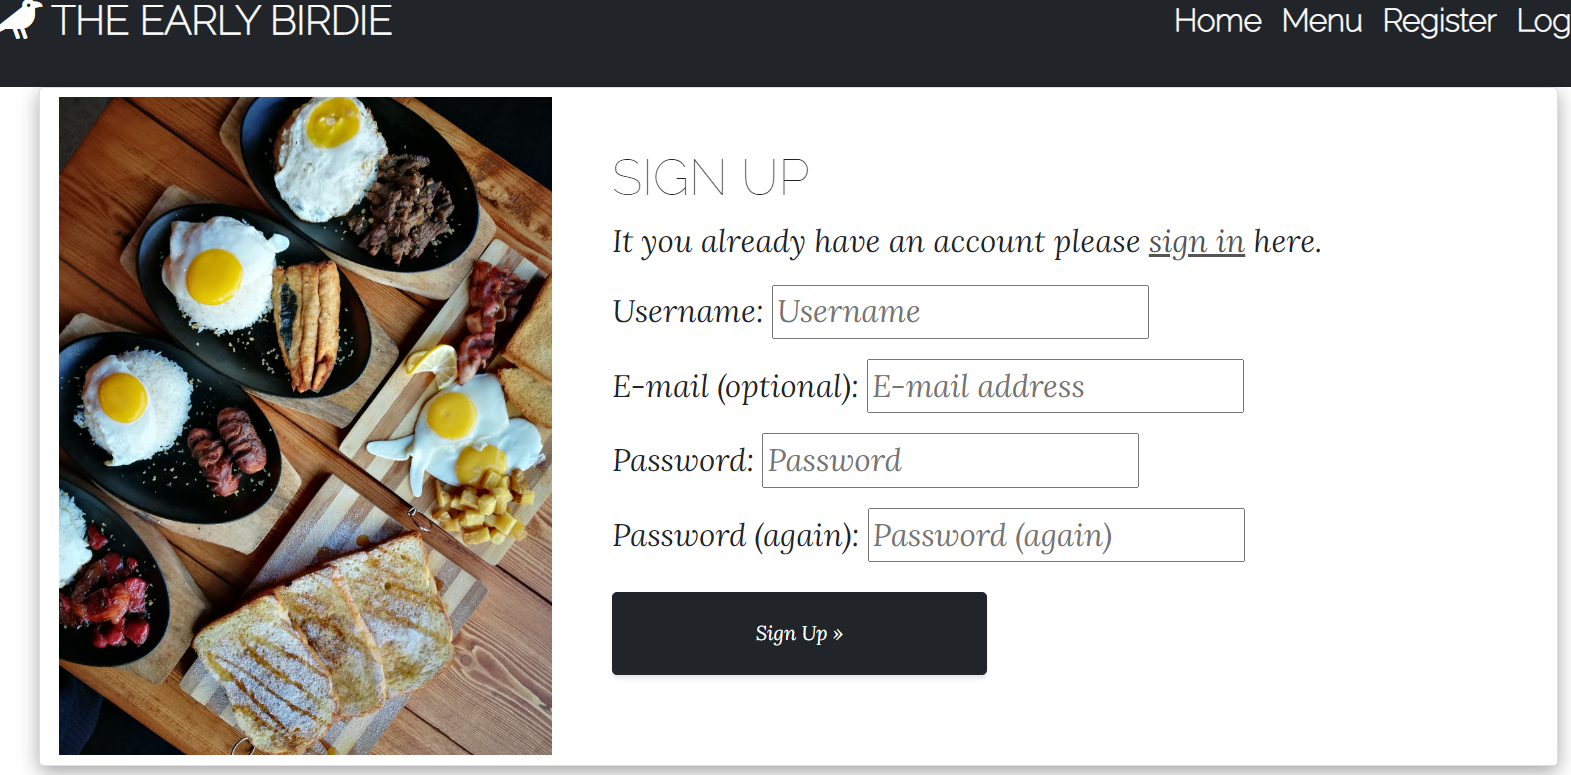 THE EARLY BIRDIE
Home Menu Register Log
SIGN UP
It you already have an account please sign in here.
Username: Username
E-mail (optional): E-mail address
Password: Password
Password (again): Password (again)
Sign Up »